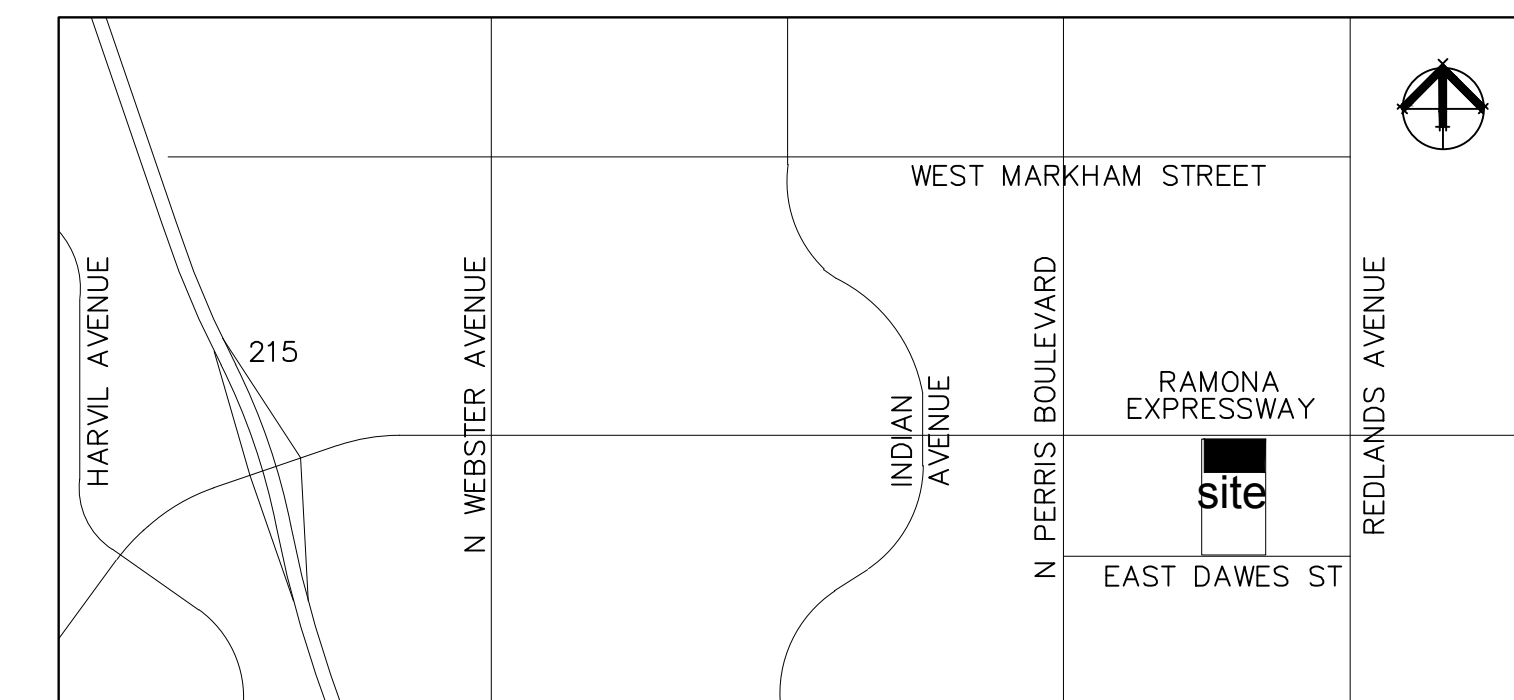 WEST MARKHAM STREET
HARVIL AVENUE
215
N WEBSTER AVENUE
INDIAN
AVENUE
N PERRIS BOULEVARD
RAMONA
EXPRESSWAY
REDLANDS AVENUE
site
EAST DAWES ST